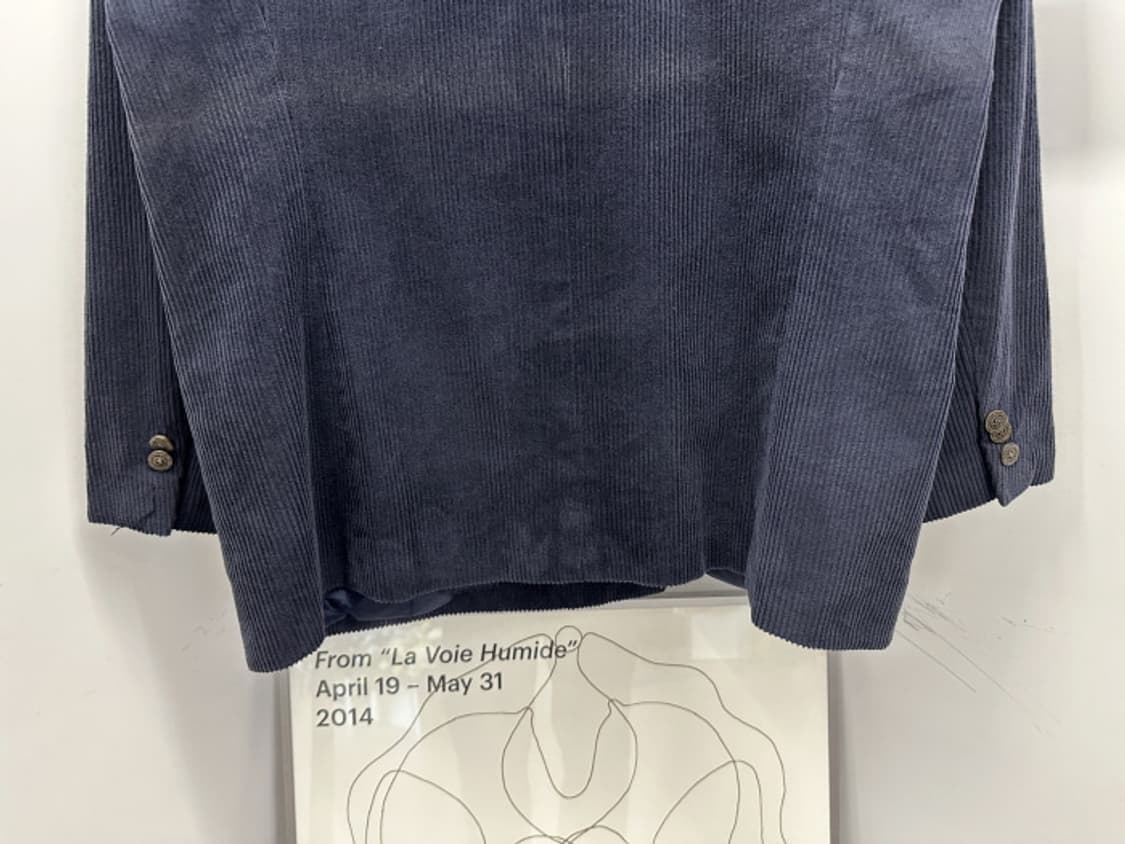 From “La Voie Humide”
April 19 – May 31
2014